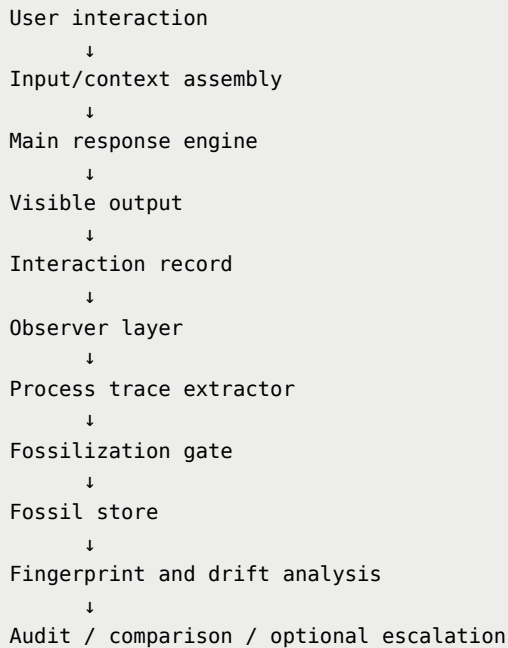 User interaction
↓
Input/context assembly
↓
Main response engine
↓
Visible output
↓
Interaction record
↓
Observer layer
↓
Process trace extractor
↓
Fossilization gate
↓
Fossil store
↓
Fingerprint and drift analysis
↓
Audit / comparison / optional escalation